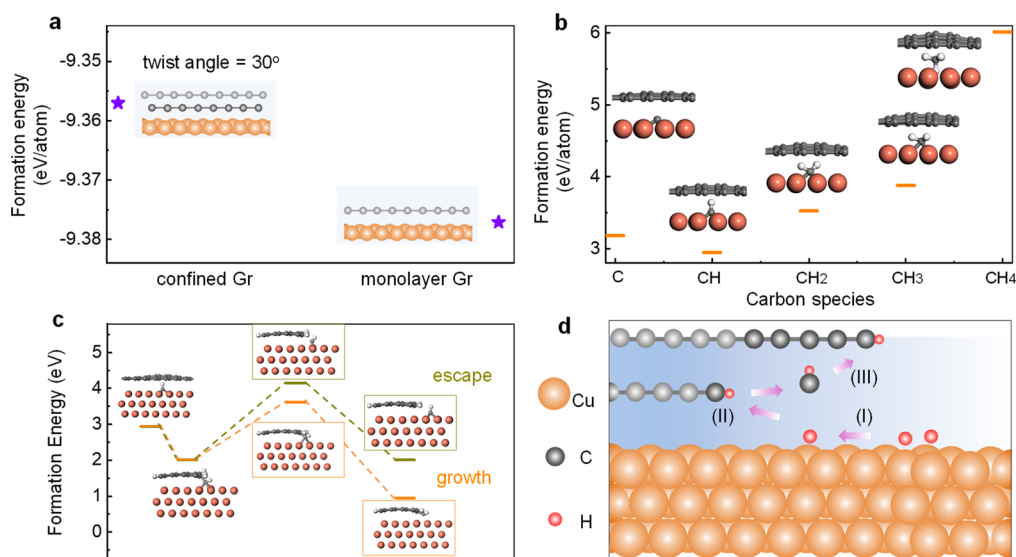 a
Formation energy
(eV/atom)
-9.35
-9.36
-9.37
-9.38
twist angle = 30°
confined Gr
monolayer Gr
b
Formation energy
(eV/atom)
6
5
4
3
C
CH
CH2
CH3
CH4
Carbon species
c
Formation Energy (eV)
5
4
3
2
1
0
escape
growth
d
Cu
C
H
(III)
(II)
(I)